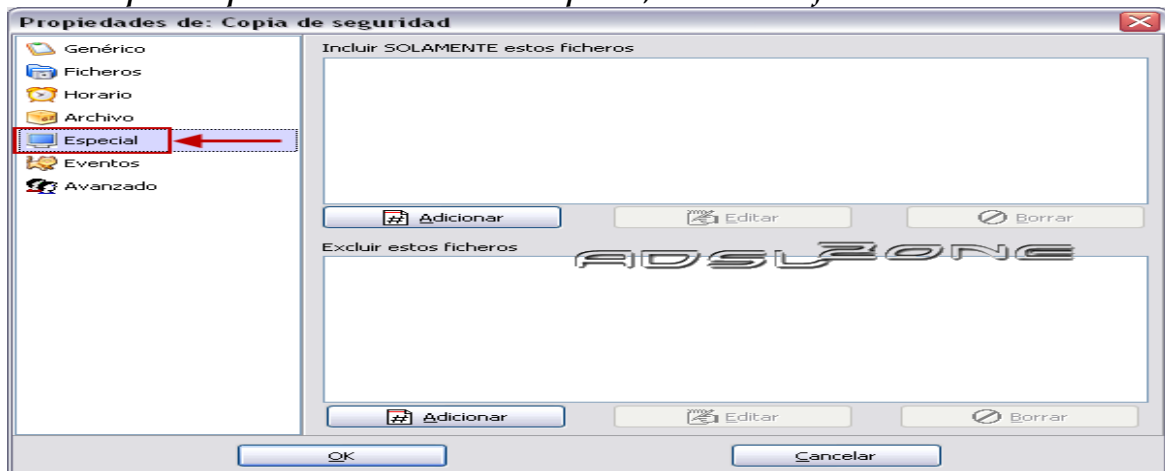 Propiedades de: Copia de seguridad
Genérico
Ficheros
Horario
Archivo
Especial
Eventos
Avanzado
Incluir SOLAMENTE estos ficheros
Adicionar
Editar
Borrar
Excluir estos ficheros
ADSLZONE
Adicionar
Editar
Borrar
OK
Cancelar